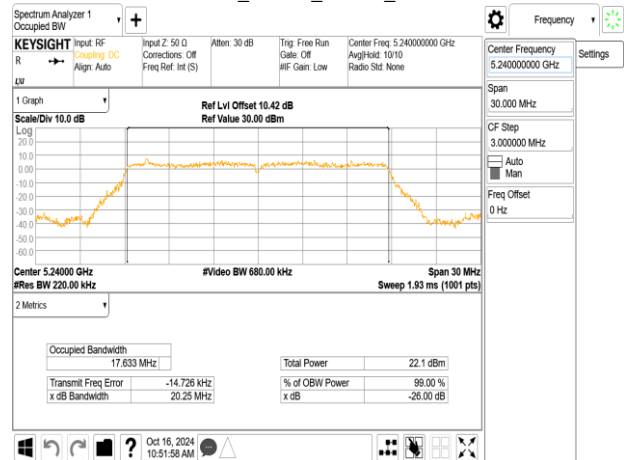 Spectrum Analyzer 1
Occupied BW
Frequency
KEYSIGHT
R
LXI
Input: RF
Coupling: DC
Align: Auto
Input Z: 50 Ω
Corrections: Off
Freq Ref: Int (S)
Atten: 30 dB
Trig: Free Run
Gate: Off
#IF Gain: Low
Center Freq: 5.240000000 GHz
Avg|Hold: 10/10
Radio Std: None
Center Frequency
5.240000000 GHz
Settings
Span
30.000 MHz
CF Step
3.000000 MHz
Auto
Man
Freq Offset
0 Hz
1 Graph
Scale/Div 10.0 dB
Ref Lvl Offset 10.42 dB
Ref Value 30.00 dBm
Log
20.0
10.0
0.00
-10.0
-20.0
-30.0
-40.0
-50.0
-60.0
Center 5.24000 GHz
#Video BW 680.00 kHz
Span 30 MHz
#Res BW 220.00 kHz
Sweep 1.93 ms (1001 pts)
2 Metrics
Occupied Bandwidth
17.633 MHz
Total Power 22.1 dBm
Transmit Freq Error -14.726 kHz
% of OBW Power 99.00 %
x dB Bandwidth 20.25 MHz
x dB -26.00 dB
?
Oct 16, 2024
10:51:58 AM